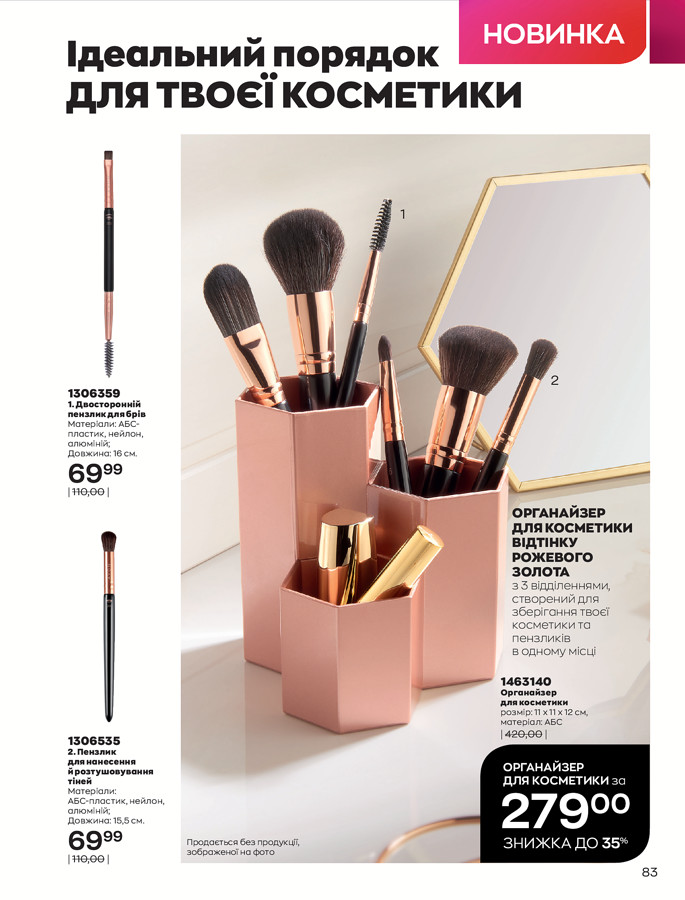 НОВИНКА
Ідеальний порядок
ДЛЯ ТВОЄЇ КОСМЕТИКИ
1306359
1. Двосторонній
пензлик для брів
Матеріали: АБС-
пластик, нейлон,
алюміній;
Довжина: 16 см.
69⁹⁹
| 110,00 |
1306535
2. Пензлик
для нанесення
й розтушовування
тіней
Матеріали:
АБС-пластик, нейлон,
алюміній;
Довжина: 15,5 см.
69⁹⁹
| 110,00 |
1
2
ОРГАНАЙЗЕР
ДЛЯ КОСМЕТИКИ
ВІДТІНКУ
РОЖЕВОГО
ЗОЛОТА
з 3 відділеннями,
створений для
зберігання твоєї
косметики та
пензликів
в одному місці
1463140
Органайзер
для косметики
розмір: 11 х 11 х 12 см,
матеріал: АБС
| 420,00 |
ОРГАНАЙЗЕР
ДЛЯ КОСМЕТИКИ за
279⁰⁰
ЗНИЖКА ДО 35%
Продається без продукції,
зображеної на фото
83